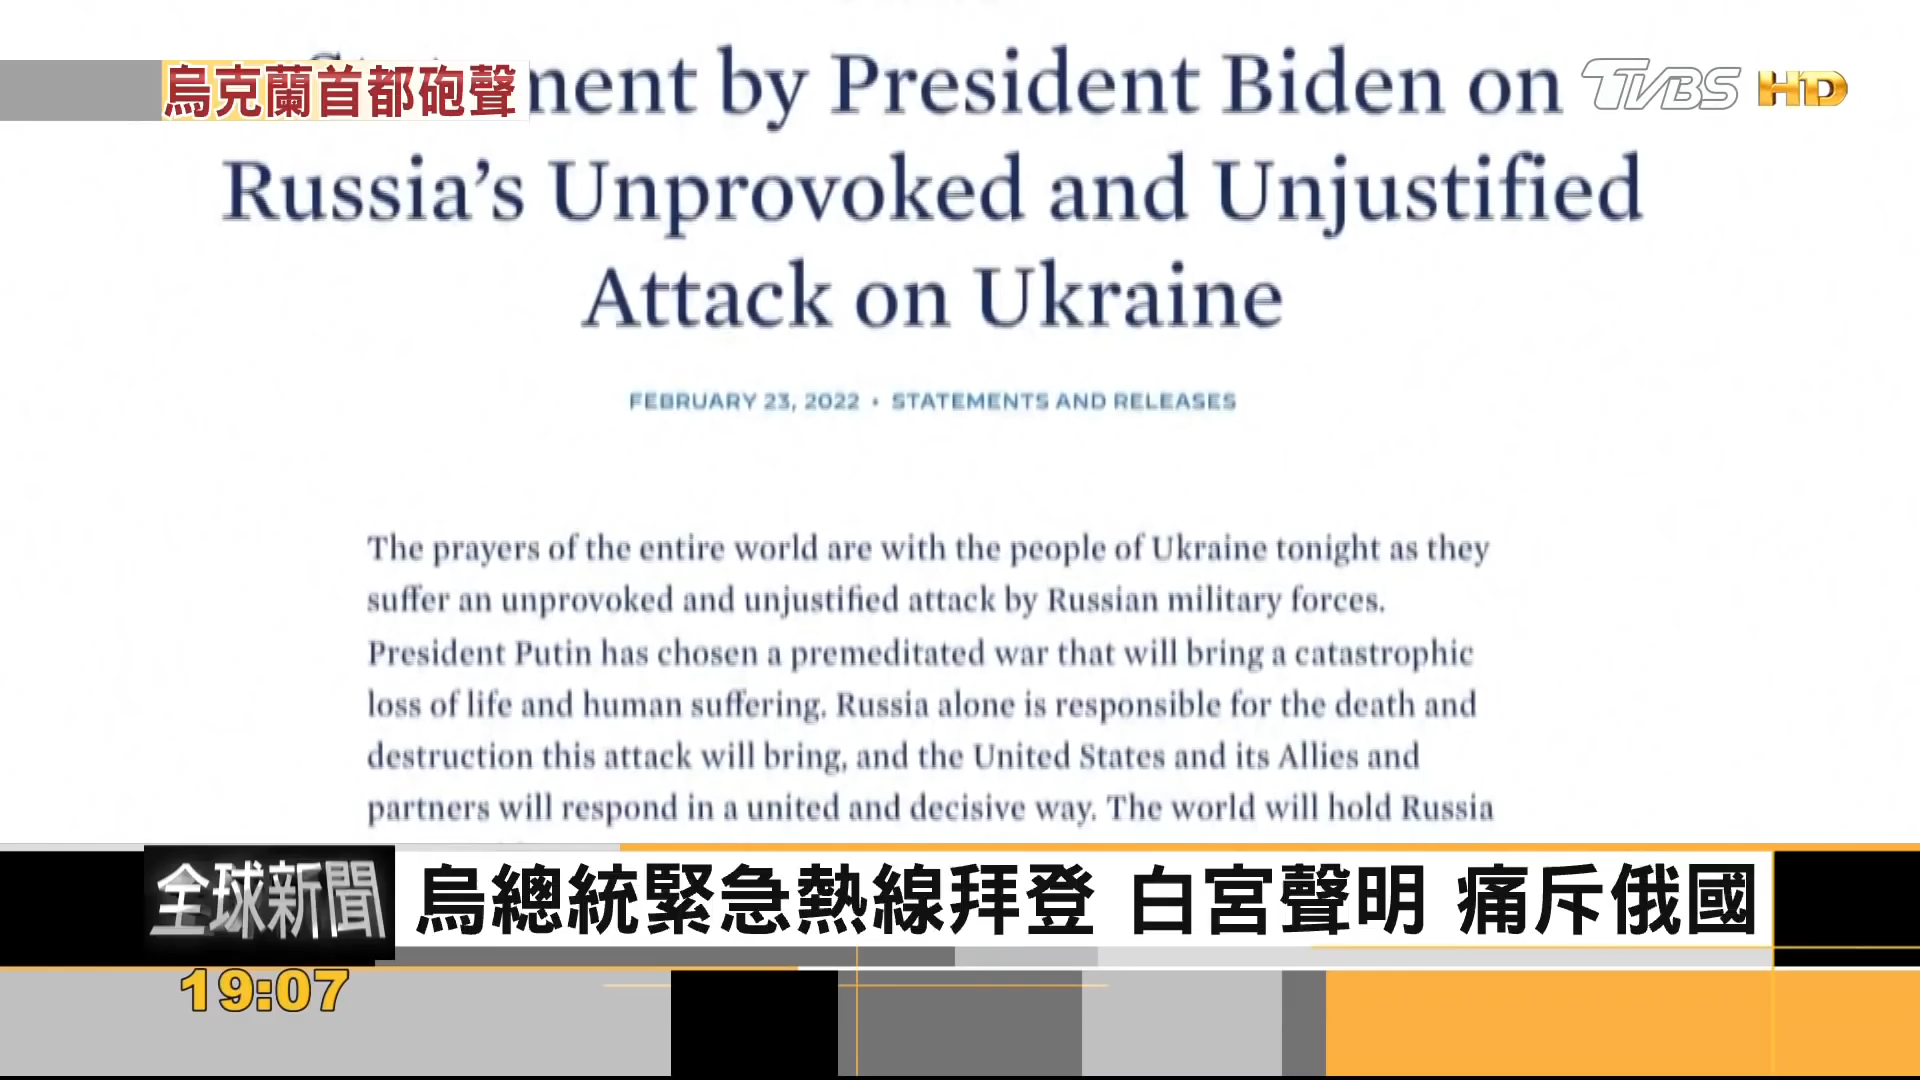 烏克蘭首都砲聲
ment by President Biden on
TVBS HD
Russia's Unprovoked and Unjustified
Attack on Ukraine
FEBRUARY 23, 2022 • STATEMENTS AND RELEASES
The prayers of the entire world are with the people of Ukraine tonight as they
suffer an unprovoked and unjustified attack by Russian military forces.
President Putin has chosen a premeditated war that will bring a catastrophic
loss of life and human suffering. Russia alone is responsible for the death and
destruction this attack will bring, and the United States and its Allies and
partners will respond in a united and decisive way. The world will hold Russia
全球新聞
烏總統緊急熱線拜登 白宮聲明 痛斥俄國
19:07